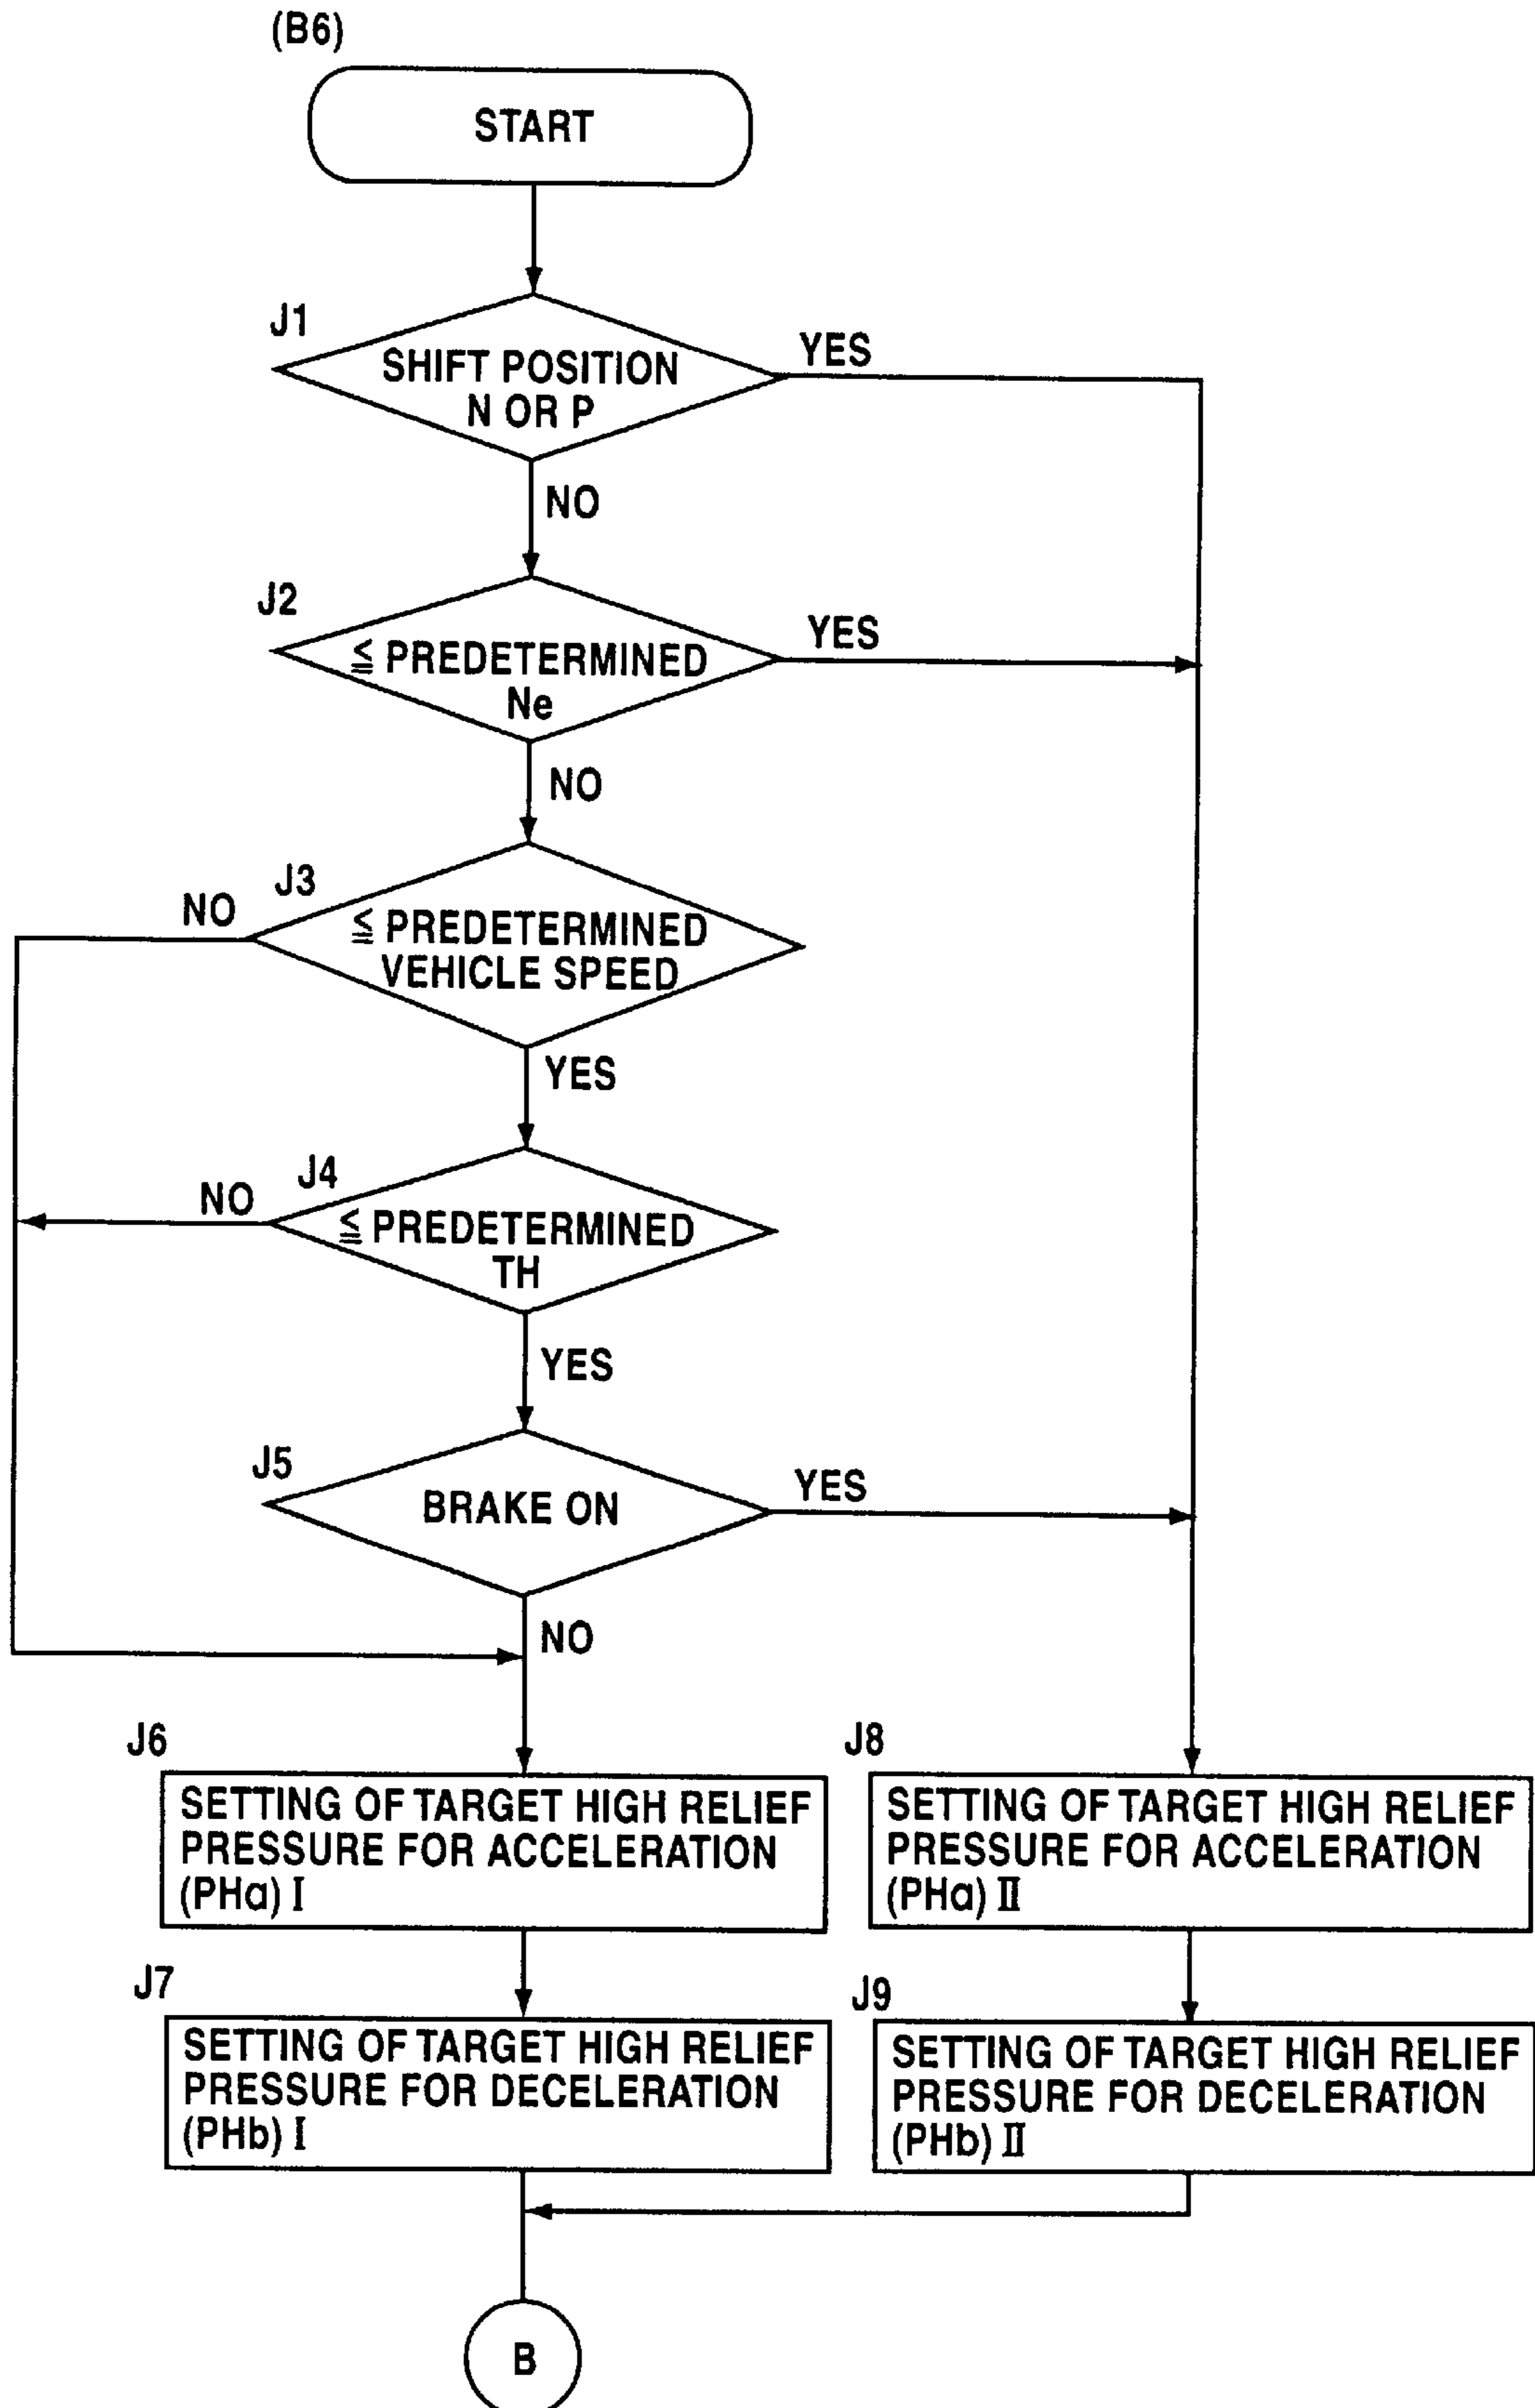 (B6)
START
J1
SHIFT POSITION
N OR P
YES
NO
J2
≦ PREDETERMINED
Ne
YES
NO
J3
NO
≦ PREDETERMINED
VEHICLE SPEED
YES
J4
NO
≦ PREDETERMINED
TH
YES
J5
BRAKE ON
YES
NO
J6
SETTING OF TARGET HIGH RELIEF
PRESSURE FOR ACCELERATION
(PHa) I
J8
SETTING OF TARGET HIGH RELIEF
PRESSURE FOR ACCELERATION
(PHa) II
J7
SETTING OF TARGET HIGH RELIEF
PRESSURE FOR DECELERATION
(PHb) I
J9
SETTING OF TARGET HIGH RELIEF
PRESSURE FOR DECELERATION
(PHb) II
B